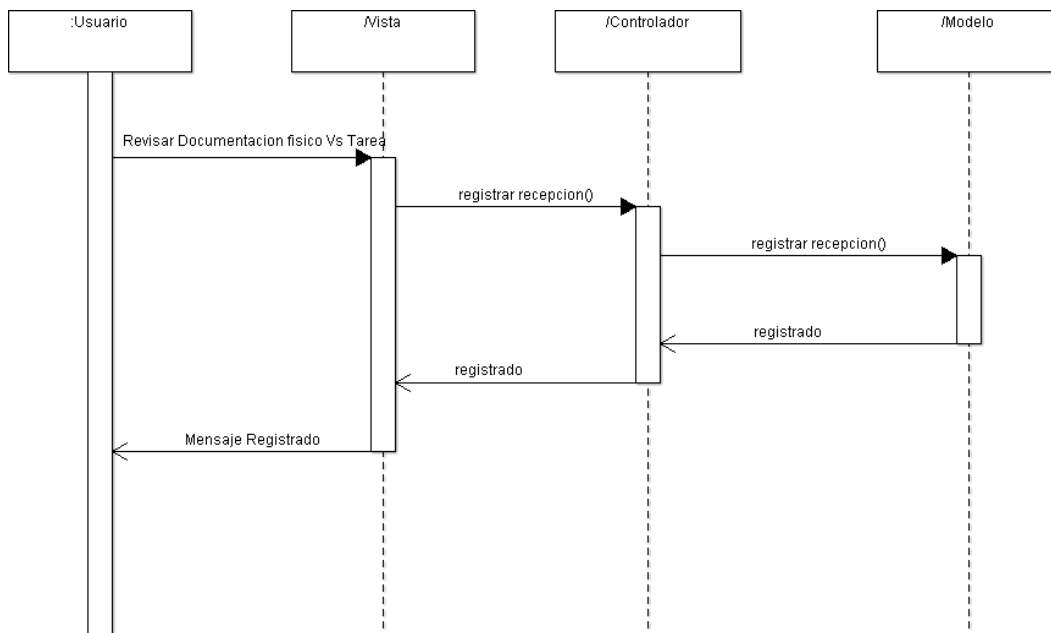 :Usuario
/Vista
/Controlador
/Modelo
Revisar Documentacion fisico Vs Tarea
registrar recepcion()
registrar recepcion()
registrado
registrado
Mensaje Registrado